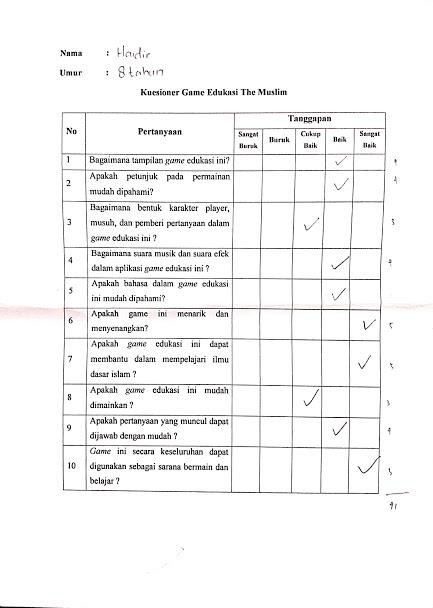 Nama : Haidir
Umur : 8 tahun
Kuesioner Game Edukasi The Muslim
No Pertanyaan Tanggapan
Sangat Buruk Buruk Cukup Baik Baik Sangat Baik
1 Bagaimana tampilan game edukasi ini? ✓ 4
2 Apakah petunjuk pada permainan
mudah dipahami? ✓ 4
3 Bagaimana bentuk karakter player,
musuh, dan pemberi pertanyaan dalam
game edukasi ini ? ✓ 3
4 Bagaimana suara musik dan suara efek
dalam aplikasi game edukasi ini ? ✓ 4
5 Apakah bahasa dalam game edukasi
ini mudah dipahami? ✓
6 Apakah game ini menarik dan
menyenangkan? ✓ 5
7 Apakah game edukasi ini dapat
membantu dalam mempelajari ilmu
dasar islam ? ✓ 5
8 Apakah game edukasi ini mudah
dimainkan ? ✓ 3
9 Apakah pertanyaan yang muncul dapat
dijawab dengan mudah ? ✓ 4
10 Game ini secara keseluruhan dapat
digunakan sebagai sarana bermain dan
belajar ? ✓ 5
41